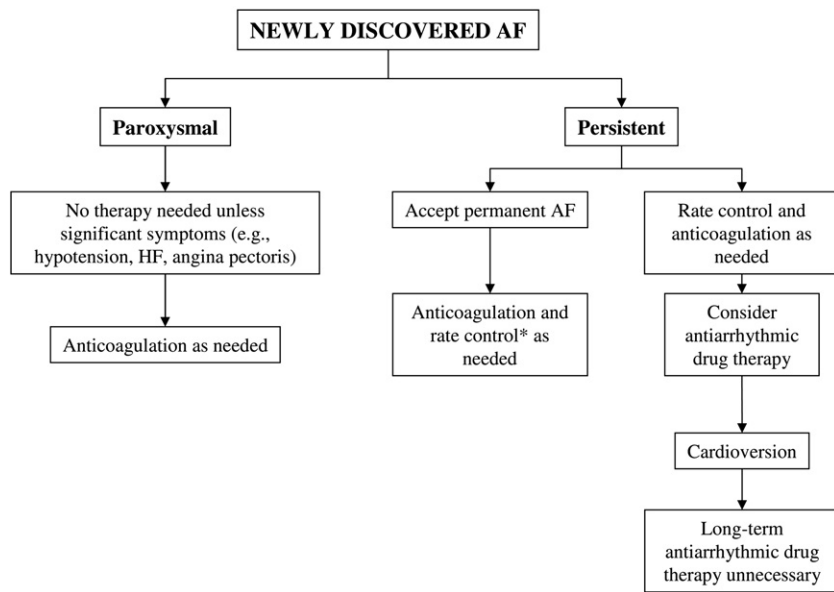 NEWLY DISCOVERED AF
Paroxysmal
Persistent
No therapy needed unless
significant symptoms (e.g.,
hypotension, HF, angina pectoris)
Accept permanent AF
Rate control and
anticoagulation as
needed
Anticoagulation as needed
Anticoagulation and
rate control* as
needed
Consider
antiarrhythmic
drug therapy
Cardioversion
Long-term
antiarrhythmic drug
therapy unnecessary